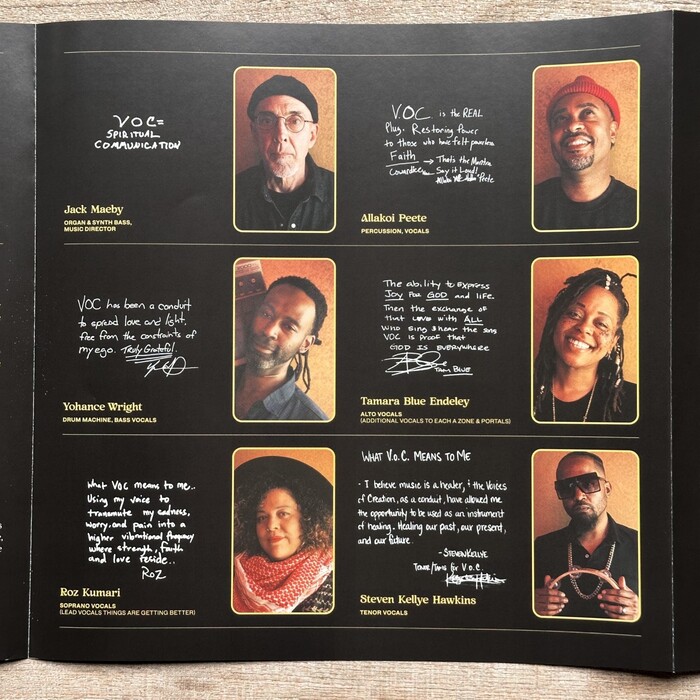 VOC=
SPIRITUAL
COMMUNICATION
Jack Maeby
ORGAN & SYNTH BASS,
MUSIC DIRECTOR
V.O.C is the REAL
Plug. Restoring Power
to those who have felt powerless
Faith → Thats the Mantra
Say it Loud!
Peete
Allakoi Peete
PERCUSSION, VOCALS
VOC has been a conduit
to spread love and light,
free from the constraints of
my ego. Truly Grateful.
Yohance Wright
DRUM MACHINE, BASS VOCALS
The ability to EXPRESS
Joy FOR GOD and life.
Then the exchange of
that LOVE with ALL
Who sing & hear the song
VOC is proof that
GOD IS EVERYWHERE
Tam BLUE
Tamara Blue Endeley
ALTO VOCALS
(ADDITIONAL VOCALS TO EACH A ZONE & PORTALS)
What VOC means to me..
Using my voice to
transmute my sadness,
worry, and pain into a
higher vibrational frequency
where strength, faith
and love reside..
Roz
Roz Kumari
SOPRANO VOCALS
(LEAD VOCALS THINGS ARE GETTING BETTER)
WHAT V.O.C. MEANS TO ME
· I believe music is a healer, & the Voices
of Creation, as a conduit, have allowed me
the opportunity to be used as an instrument
of healing. Healing our past, our present,
and our future.
-STEVEN KELLYE
for V.O.C.
Steven Kellye Hawkins
TENOR VOCALS